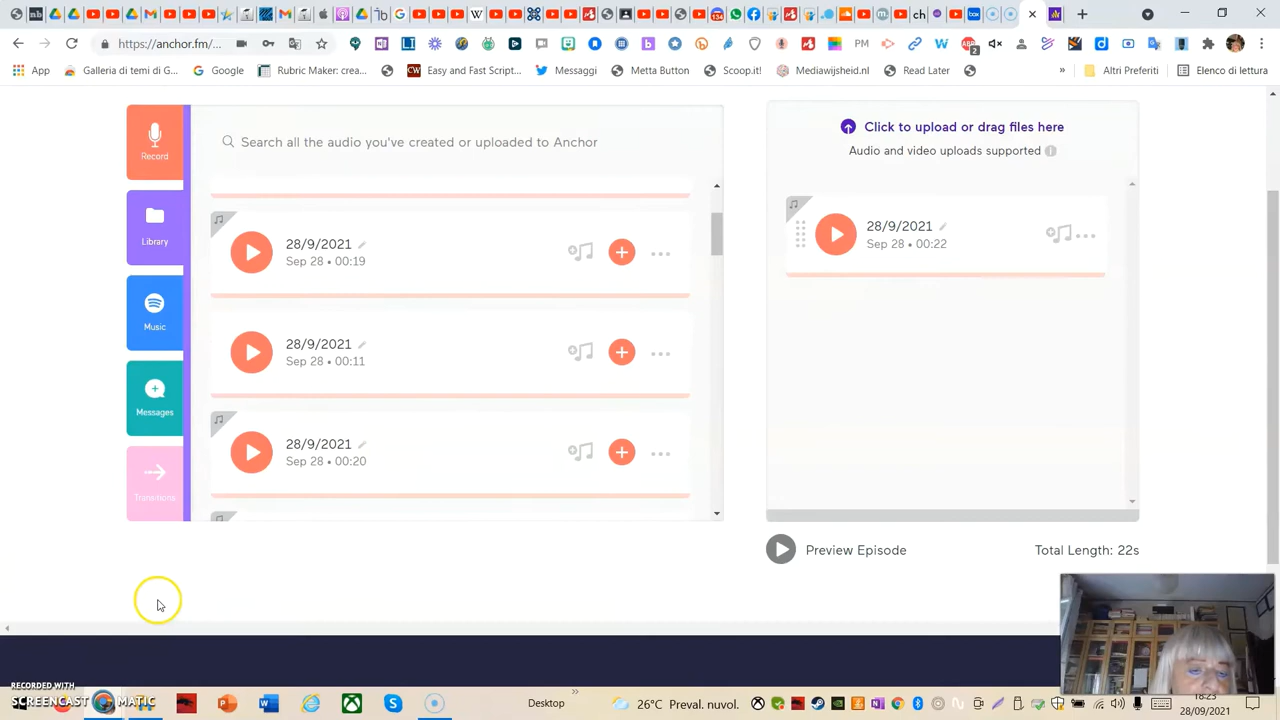 https://anchor.fm/...
PM
134
2
App
Galleria di temi di G...
Google
Rubric Maker: crea...
Easy and Fast Script...
Messaggi
Metta Button
Scoop.it!
Mediawijsheid.nl
Read Later
»
Altri Preferiti
Elenco di lettura
Record
Library
Music
Messages
Transitions
Search all the audio you've created or uploaded to Anchor
28/9/2021
Sep 28 • 00:19
28/9/2021
Sep 28 • 00:11
28/9/2021
Sep 28 • 00:20
Click to upload or drag files here
Audio and video uploads supported
28/9/2021
Sep 28 • 00:22
Preview Episode
Total Length: 22s
RECORDED WITH
SCREENCAST MATIC
Desktop
»
26°C Preval. nuvol.
18:23
28/09/2021